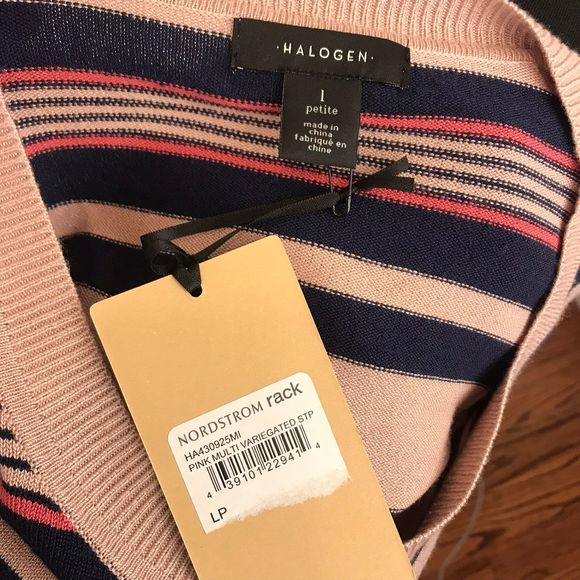 ·HALOGEN·
l
petite
made in
china
fabriqué en
chine
NORDSTROM rack
HA430925MI
PINK MULTI VARIEGATED STP
4 39101 22941 4
LP